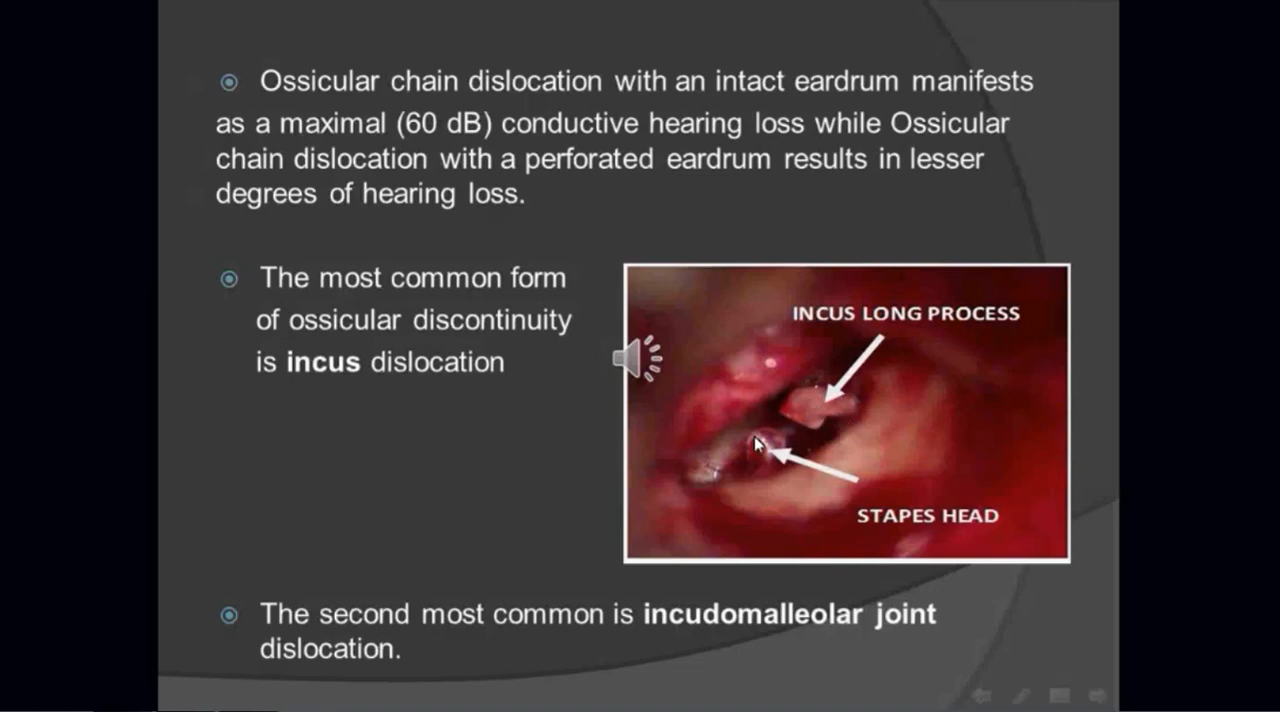 Ossicular chain dislocation with an intact eardrum manifests
as a maximal (60 dB) conductive hearing loss while Ossicular
chain dislocation with a perforated eardrum results in lesser
degrees of hearing loss.
The most common form
of ossicular discontinuity
is incus dislocation
INCUS LONG PROCESS
STAPES HEAD
The second most common is incudomalleolar joint
dislocation.